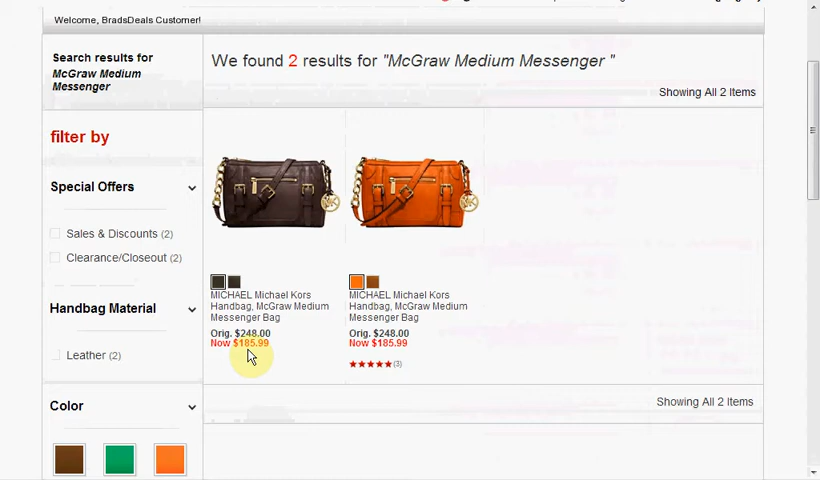 Welcome, BradsDeals Customer!
Search results for
McGraw Medium
Messenger
We found 2 results for "McGraw Medium Messenger "
Showing All 2 Items
filter by
Special Offers
Sales & Discounts (2)
Clearance/Closeout (2)
Handbag Material
Leather (2)
Color
MICHAEL Michael Kors
Handbag, McGraw Medium
Messenger Bag
Orig. $248.00
Now $185.99
MICHAEL Michael Kors
Handbag, McGraw Medium
Messenger Bag
Orig. $248.00
Now $185.99
(3)
Showing All 2 Items